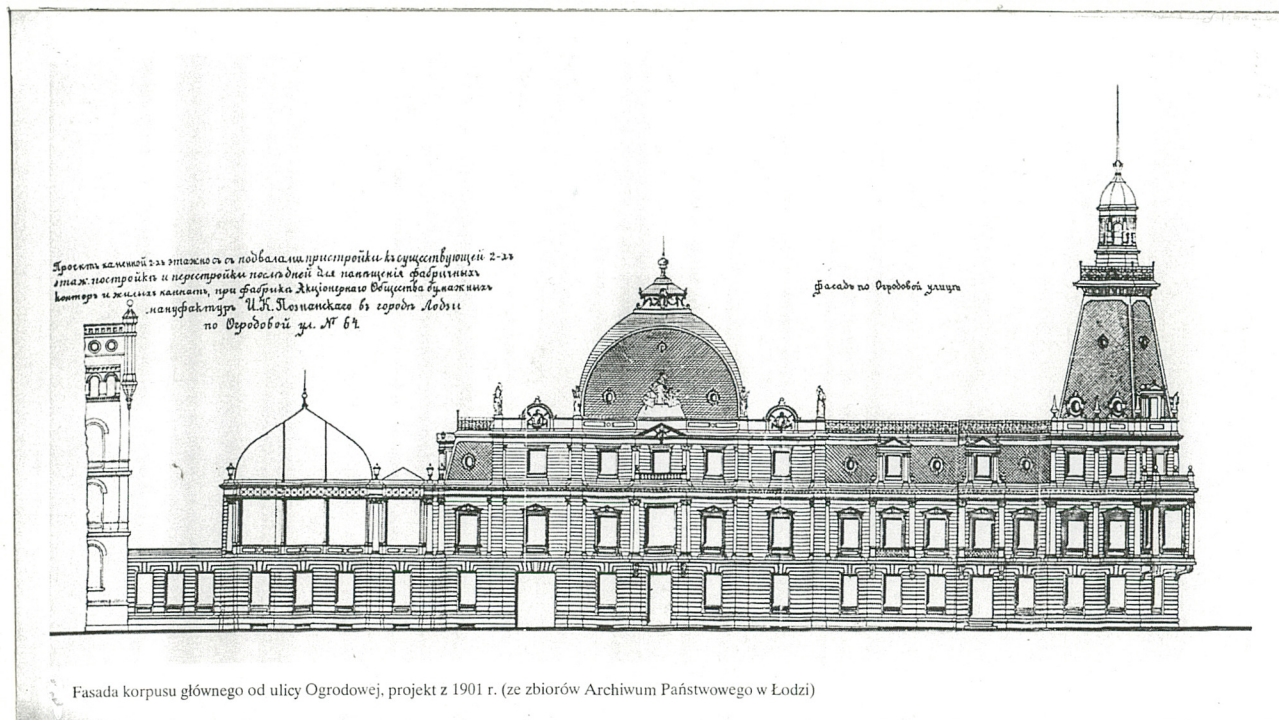 Проектъ каменной 2-хъ этажнось съ подвалами пристройки къ существующей 2-хъ
этаж. постройкѣ и перестройки послѣдней для помѣщенія фабричныхъ
конторъ и жилыхъ комнатъ, при фабрикѣ Акціонернаго Общества бумажныхъ
мануфактуръ И.К. Познанскаго въ городѣ Лодзи
по Огродовой ул. № 64
фасадъ по Огродовой улицѣ
Fasada korpusu głównego od ulicy Ogrodowej, projekt z 1901 r. (ze zbiorów Archiwum Państwowego w Łodzi)